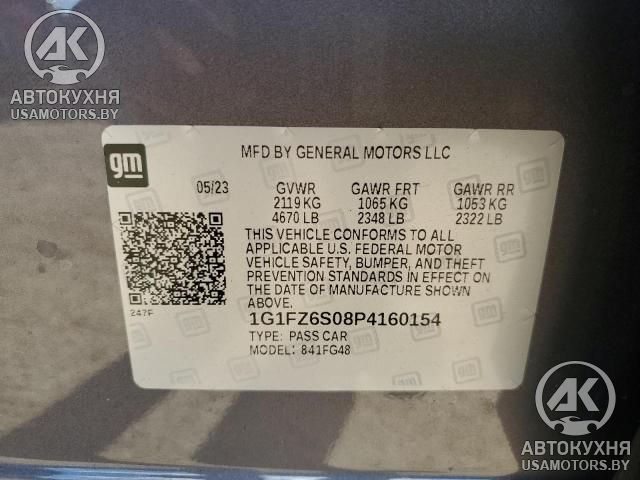 АВТОКУХНЯ
USAMOTORS.BY
gm
MFD BY GENERAL MOTORS LLC
05/23 GVWR GAWR FRT GAWR RR
2119 KG 1065 KG 1053 KG
4670 LB 2348 LB 2322 LB
THIS VEHICLE CONFORMS TO ALL
APPLICABLE U.S. FEDERAL MOTOR
VEHICLE SAFETY, BUMPER, AND THEFT
PREVENTION STANDARDS IN EFFECT ON
THE DATE OF MANUFACTURE SHOWN
ABOVE.
247F
1G1FZ6S08P4160154
TYPE: PASS CAR
MODEL: 841FG48
АВТОКУХНЯ
USAMOTORS.BY